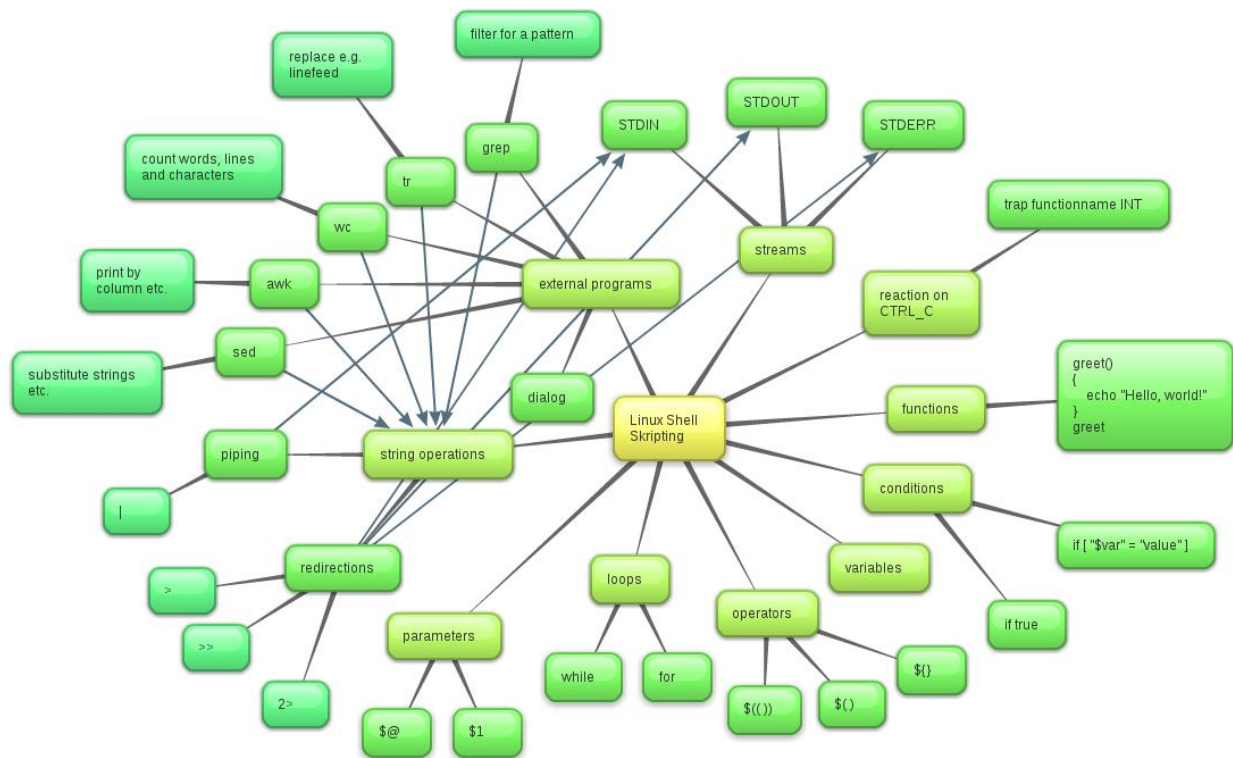 filter for a pattern
replace e.g.
linefeed
STDOUT
STDIN
STDERR
grep
count words, lines
and characters
tr
trap functionname INT
wc
streams
print by
column etc.
awk
external programs
reaction on
CTRL_C
sed
substitute strings
etc.
dialog
Linux Shell
Skripting
functions
greet()
{
echo "Hello, world!"
}
greet
piping
string operations
conditions
|
if [ "$var" = "value" ]
redirections
loops
variables
>
operators
if true
parameters
>>
while
for
${}
2>
$(())
$()
$@
$1